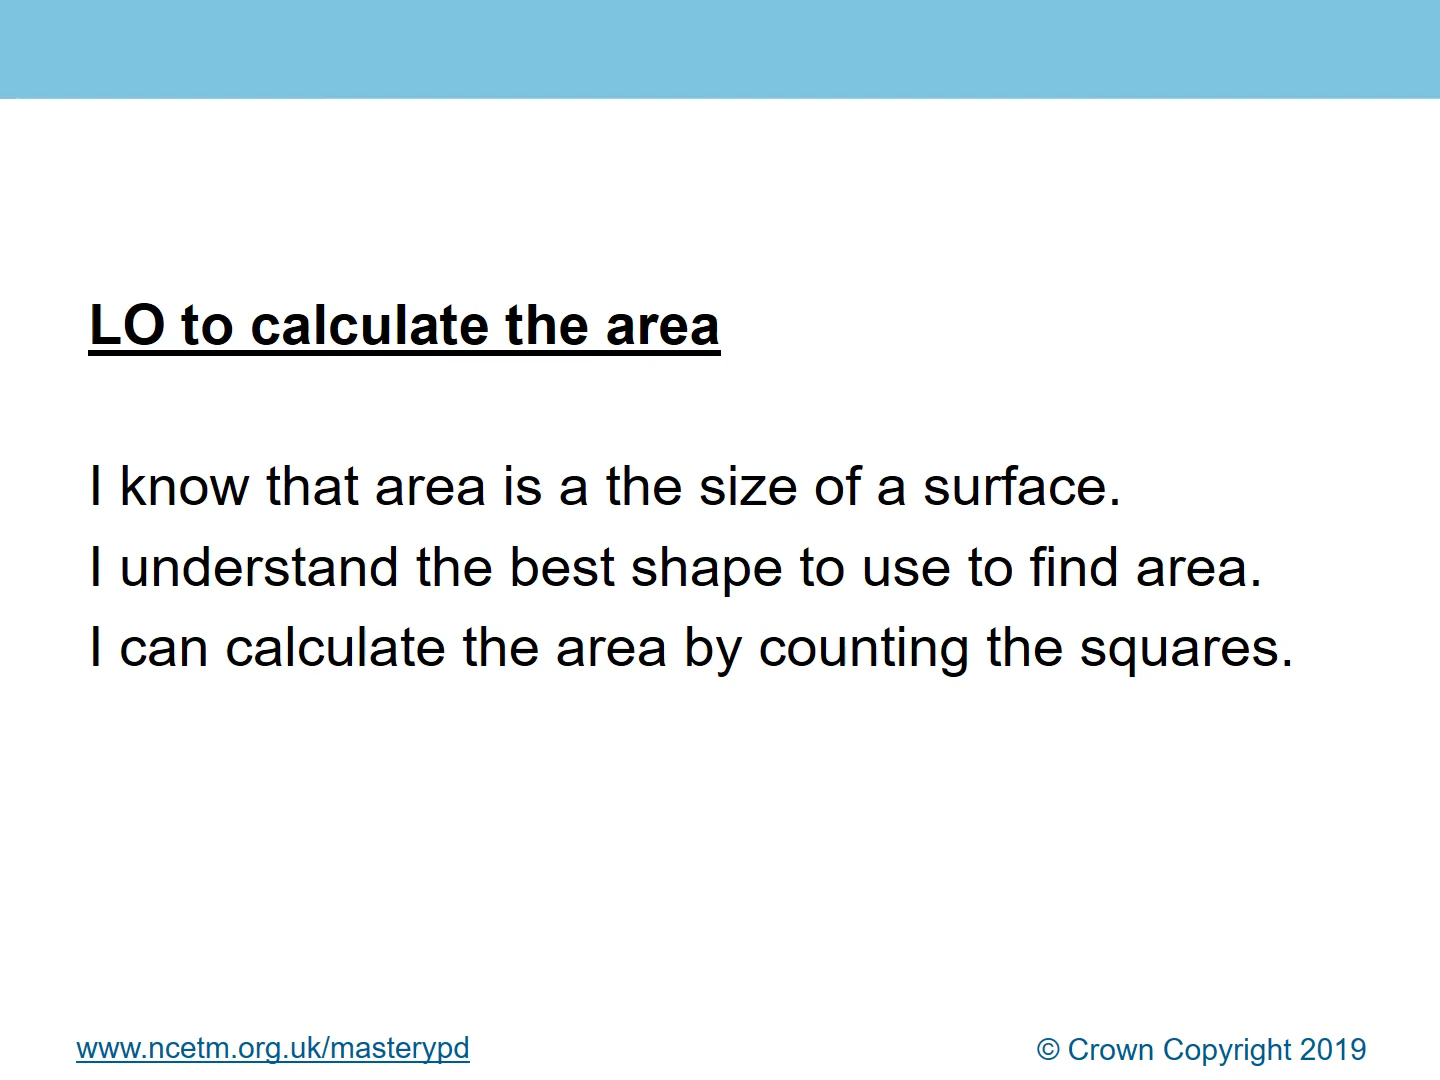 LO to calculate the area
I know that area is a the size of a surface.
I understand the best shape to use to find area.
I can calculate the area by counting the squares.
www.ncetm.org.uk/masterypd
© Crown Copyright 2019